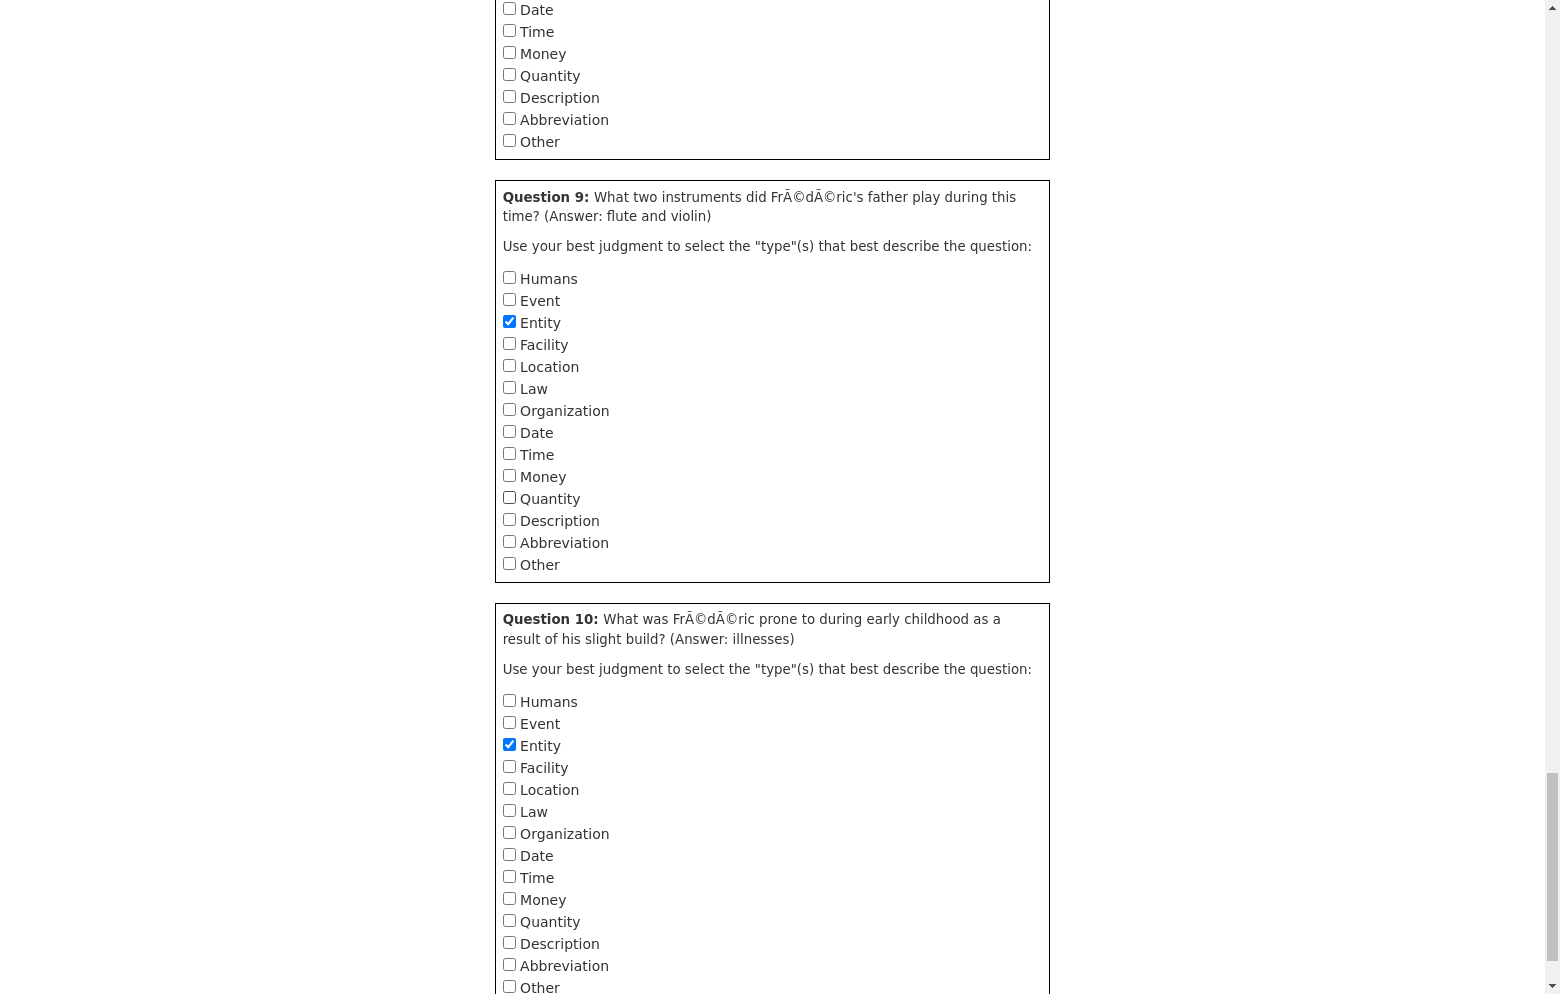 Date
Time
Money
Quantity
Description
Abbreviation
Other
Question 9: What two instruments did FrÃ©dÃ©ric's father play during this
time? (Answer: flute and violin)
Use your best judgment to select the "type"(s) that best describe the question:
Humans
Event
Entity
Facility
Location
Law
Organization
Date
Time
Money
Quantity
Description
Abbreviation
Other
Question 10: What was FrÃ©dÃ©ric prone to during early childhood as a
result of his slight build? (Answer: illnesses)
Use your best judgment to select the "type"(s) that best describe the question:
Humans
Event
Entity
Facility
Location
Law
Organization
Date
Time
Money
Quantity
Description
Abbreviation
Other